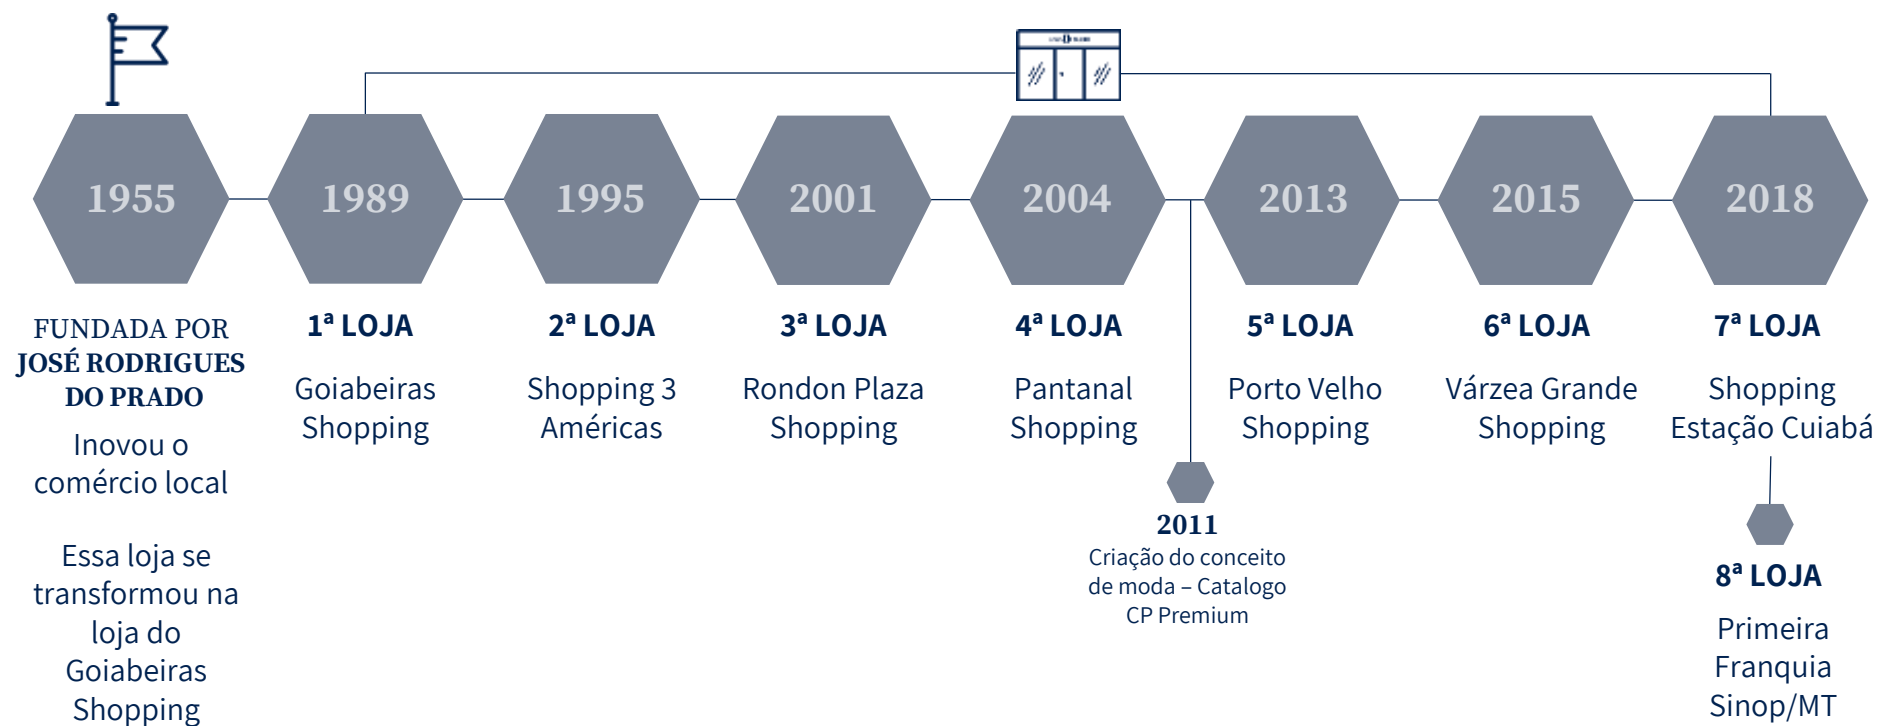 1955
FUNDADA POR
JOSÉ RODRIGUES
DO PRADO
Inovou o
comércio local
Essa loja se
transformou na
loja do
Goiabeiras
Shopping
1989
1ª LOJA
Goiabeiras
Shopping
1995
2ª LOJA
Shopping 3
Américas
2001
3ª LOJA
Rondon Plaza
Shopping
2004
4ª LOJA
Pantanal
Shopping
2011
Criação do conceito
de moda – Catalogo
CP Premium
2013
5ª LOJA
Porto Velho
Shopping
2015
6ª LOJA
Várzea Grande
Shopping
2018
7ª LOJA
Shopping
Estação Cuiabá
8ª LOJA
Primeira
Franquia
Sinop/MT